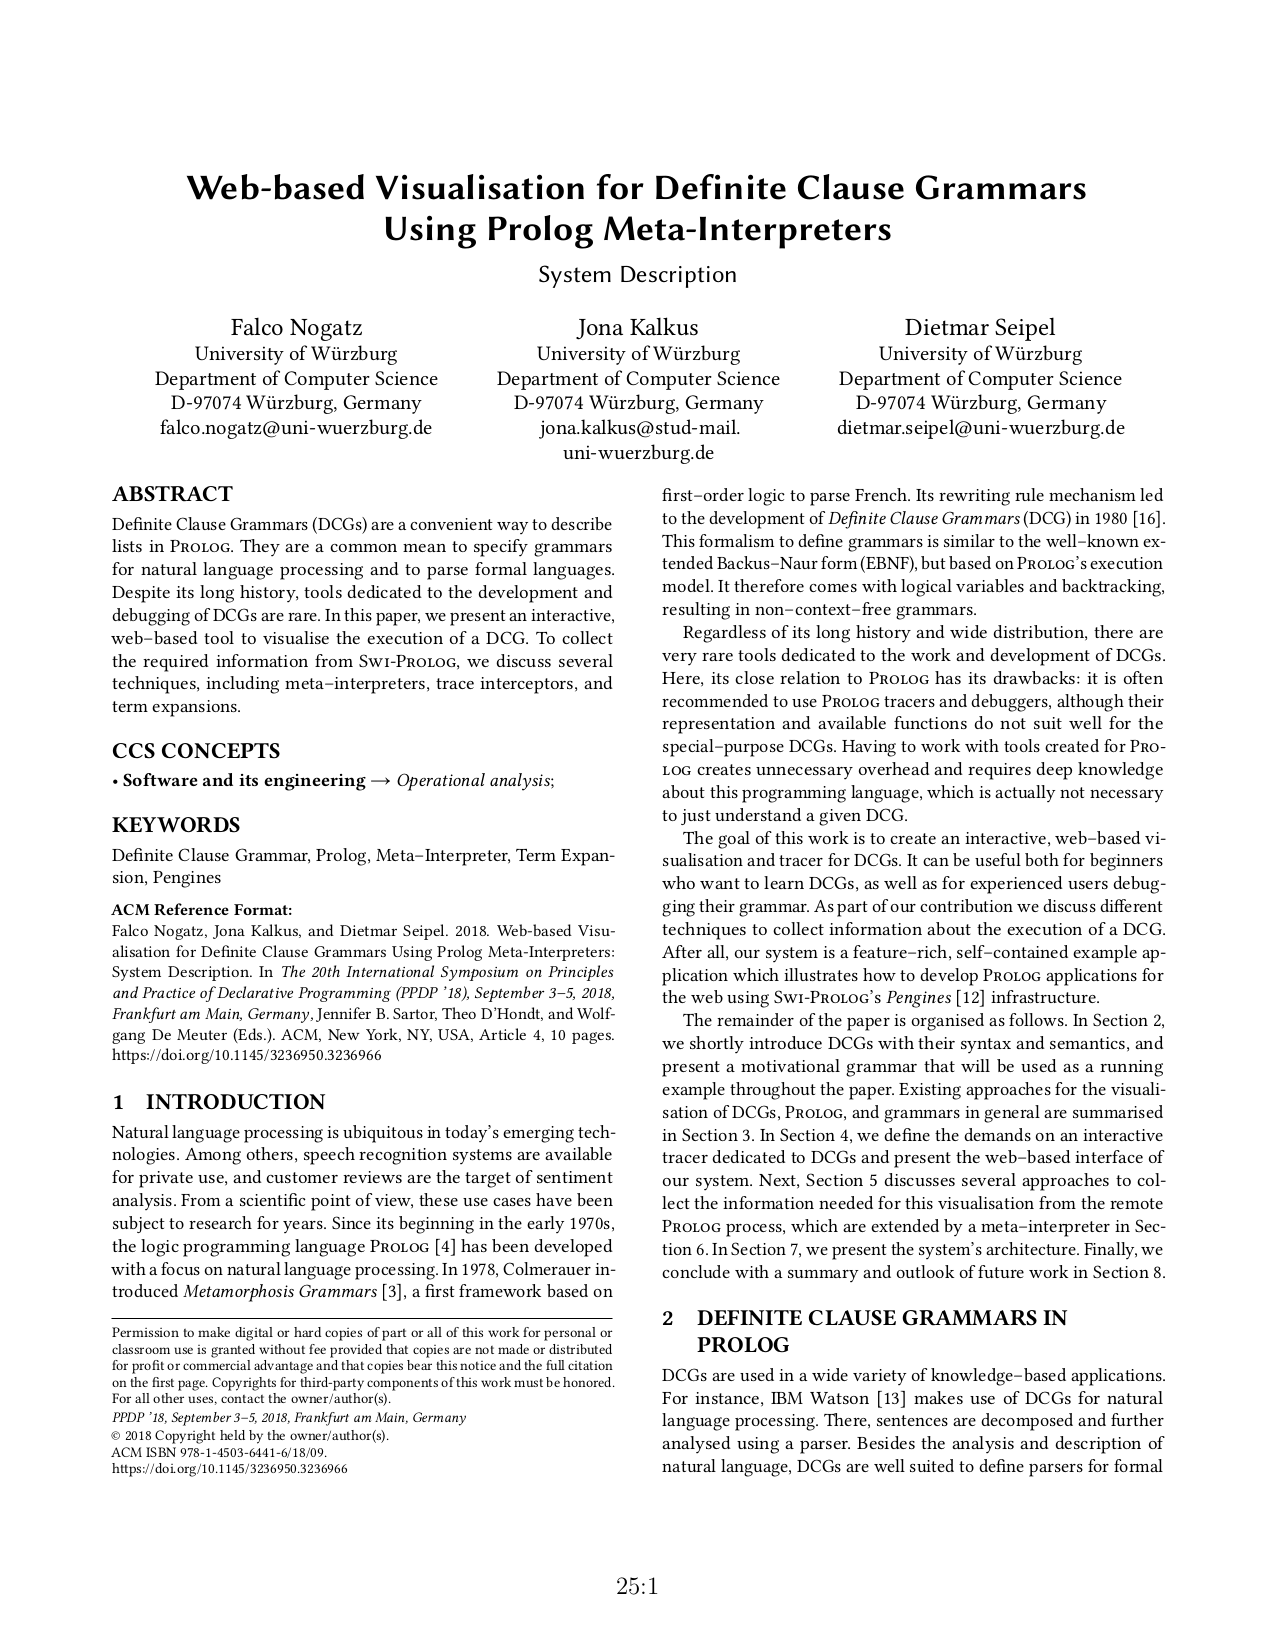 Web-based Visualisation for Definite Clause Grammars
Using Prolog Meta-Interpreters
System Description
Falco Nogatz
University of Würzburg
Department of Computer Science
D-97074 Würzburg, Germany
falco.nogatz@uni-wuerzburg.de
Jona Kalkus
University of Würzburg
Department of Computer Science
D-97074 Würzburg, Germany
jona.kalkus@stud-mail.
uni-wuerzburg.de
Dietmar Seipel
University of Würzburg
Department of Computer Science
D-97074 Würzburg, Germany
dietmar.seipel@uni-wuerzburg.de
ABSTRACT
Definite Clause Grammars (DCGs) are a convenient way to describe
lists in PROLOG. They are a common mean to specify grammars
for natural language processing and to parse formal languages.
Despite its long history, tools dedicated to the development and
debugging of DCGs are rare. In this paper, we present an interactive,
web–based tool to visualise the execution of a DCG. To collect
the required information from SWI-PROLOG, we discuss several
techniques, including meta–interpreters, trace interceptors, and
term expansions.
CCS CONCEPTS
• Software and its engineering → Operational analysis;
KEYWORDS
Definite Clause Grammar, Prolog, Meta–Interpreter, Term Expan-
sion, Pengines
ACM Reference Format:
Falco Nogatz, Jona Kalkus, and Dietmar Seipel. 2018. Web-based Visu-
alisation for Definite Clause Grammars Using Prolog Meta-Interpreters:
System Description. In The 20th International Symposium on Principles
and Practice of Declarative Programming (PPDP ’18), September 3–5, 2018,
Frankfurt am Main, Germany, Jennifer B. Sartor, Theo D’Hondt, and Wolf-
gang De Meuter (Eds.). ACM, New York, NY, USA, Article 4, 10 pages.
https://doi.org/10.1145/3236950.3236966
1 INTRODUCTION
Natural language processing is ubiquitous in today’s emerging tech-
nologies. Among others, speech recognition systems are available
for private use, and customer reviews are the target of sentiment
analysis. From a scientific point of view, these use cases have been
subject to research for years. Since its beginning in the early 1970s,
the logic programming language PROLOG [4] has been developed
with a focus on natural language processing. In 1978, Colmerauer in-
troduced Metamorphosis Grammars [3], a first framework based on
Permission to make digital or hard copies of part or all of this work for personal or
classroom use is granted without fee provided that copies are not made or distributed
for profit or commercial advantage and that copies bear this notice and the full citation
on the first page. Copyrights for third-party components of this work must be honored.
For all other uses, contact the owner/author(s).
PPDP ’18, September 3–5, 2018, Frankfurt am Main, Germany
© 2018 Copyright held by the owner/author(s).
ACM ISBN 978-1-4503-6441-6/18/09.
https://doi.org/10.1145/3236950.3236966
first–order logic to parse French. Its rewriting rule mechanism led
to the development of Definite Clause Grammars (DCG) in 1980 [16].
This formalism to define grammars is similar to the well–known ex-
tended Backus–Naur form (EBNF), but based on PROLOG’s execution
model. It therefore comes with logical variables and backtracking,
resulting in non–context–free grammars.
Regardless of its long history and wide distribution, there are
very rare tools dedicated to the work and development of DCGs.
Here, its close relation to PROLOG has its drawbacks: it is often
recommended to use PROLOG tracers and debuggers, although their
representation and available functions do not suit well for the
special–purpose DCGs. Having to work with tools created for PRO-
LOG creates unnecessary overhead and requires deep knowledge
about this programming language, which is actually not necessary
to just understand a given DCG.
The goal of this work is to create an interactive, web–based vi-
sualisation and tracer for DCGs. It can be useful both for beginners
who want to learn DCGs, as well as for experienced users debug-
ging their grammar. As part of our contribution we discuss different
techniques to collect information about the execution of a DCG.
After all, our system is a feature–rich, self–contained example ap-
plication which illustrates how to develop PROLOG applications for
the web using SWI-PROLOG’s Pengines [12] infrastructure.
The remainder of the paper is organised as follows. In Section 2,
we shortly introduce DCGs with their syntax and semantics, and
present a motivational grammar that will be used as a running
example throughout the paper. Existing approaches for the visuali-
sation of DCGs, PROLOG, and grammars in general are summarised
in Section 3. In Section 4, we define the demands on an interactive
tracer dedicated to DCGs and present the web–based interface of
our system. Next, Section 5 discusses several approaches to col-
lect the information needed for this visualisation from the remote
PROLOG process, which are extended by a meta–interpreter in Sec-
tion 6. In Section 7, we present the system’s architecture. Finally, we
conclude with a summary and outlook of future work in Section 8.
2 DEFINITE CLAUSE GRAMMARS IN
PROLOG
DCGs are used in a wide variety of knowledge–based applications.
For instance, IBM Watson [13] makes use of DCGs for natural
language processing. There, sentences are decomposed and further
analysed using a parser. Besides the analysis and description of
natural language, DCGs are well suited to define parsers for formal
25:1